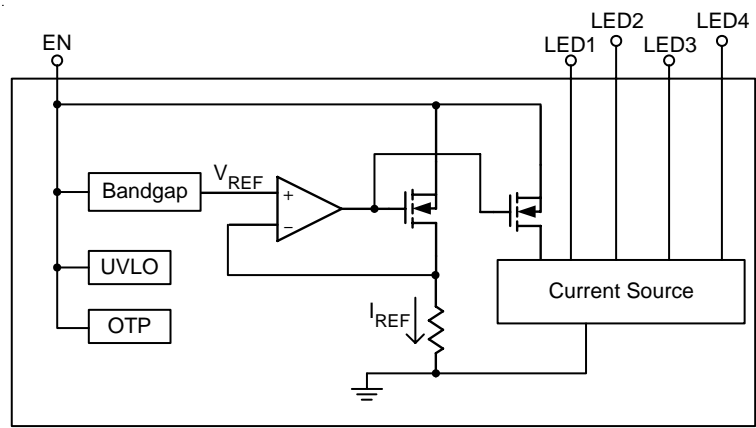 EN
LED1
LED2
LED3
LED4
Bandgap
VREF
+
−
UVLO
OTP
IREF
Current Source